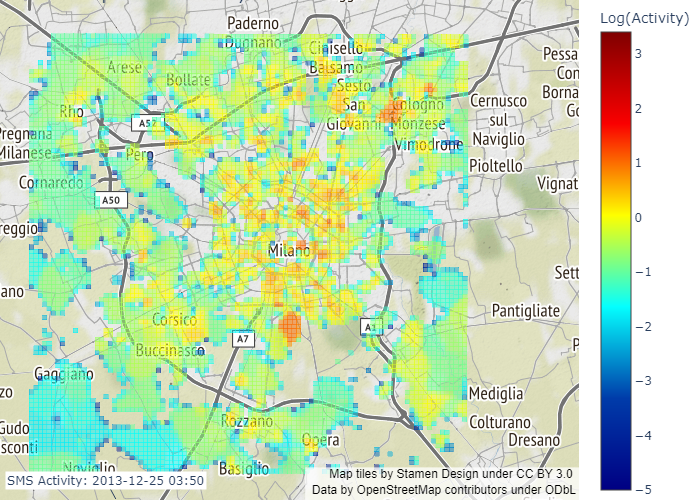 Log(Activity)
Paderno
Dugnano
Cinisello
Balsamo
Arese
Bollate
Sesto
San
Giovanni
Cologno
Monzese
Pessa
Con
Borna
Go
Rho
A52
Cernusco
sul
Naviglio
Pregnana
Milanese
Pero
Vimodrone
Pioltello
Cornaredo
Vignat
A50
reggio
Milano
Sett
ano
Pantigliate
Corsico
A7
A1
P
Buccinasco
Gaggiano
zo
Mediglia
Gudo
sconti
Rozzano
Colturano
Opera
Dresano
Noviglio
Basiglio
SMS Activity: 2013-12-25 03:50
Map tiles by Stamen Design under CC BY 3.0
Data by OpenStreetMap contributors under ODbL
3
2
1
0
−1
−2
−3
−4
−5